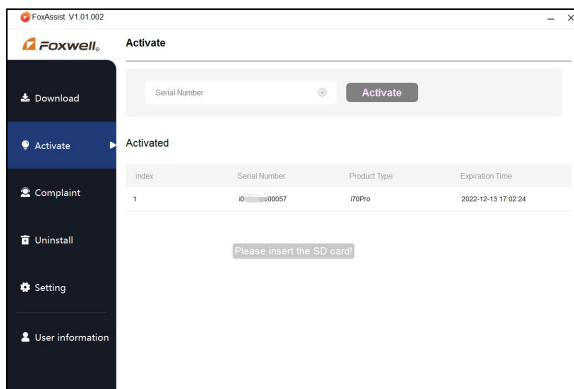 FoxAssist V1.01.002
FOXWELL®
Activate
Download
Serial Number
Activate
Activate
Activated
index Serial Number Product Type Expiration Time
1 i70Pro 2022-12-13 17:02:24
Complaint
Uninstall
Please insert the SD card!
Setting
User information